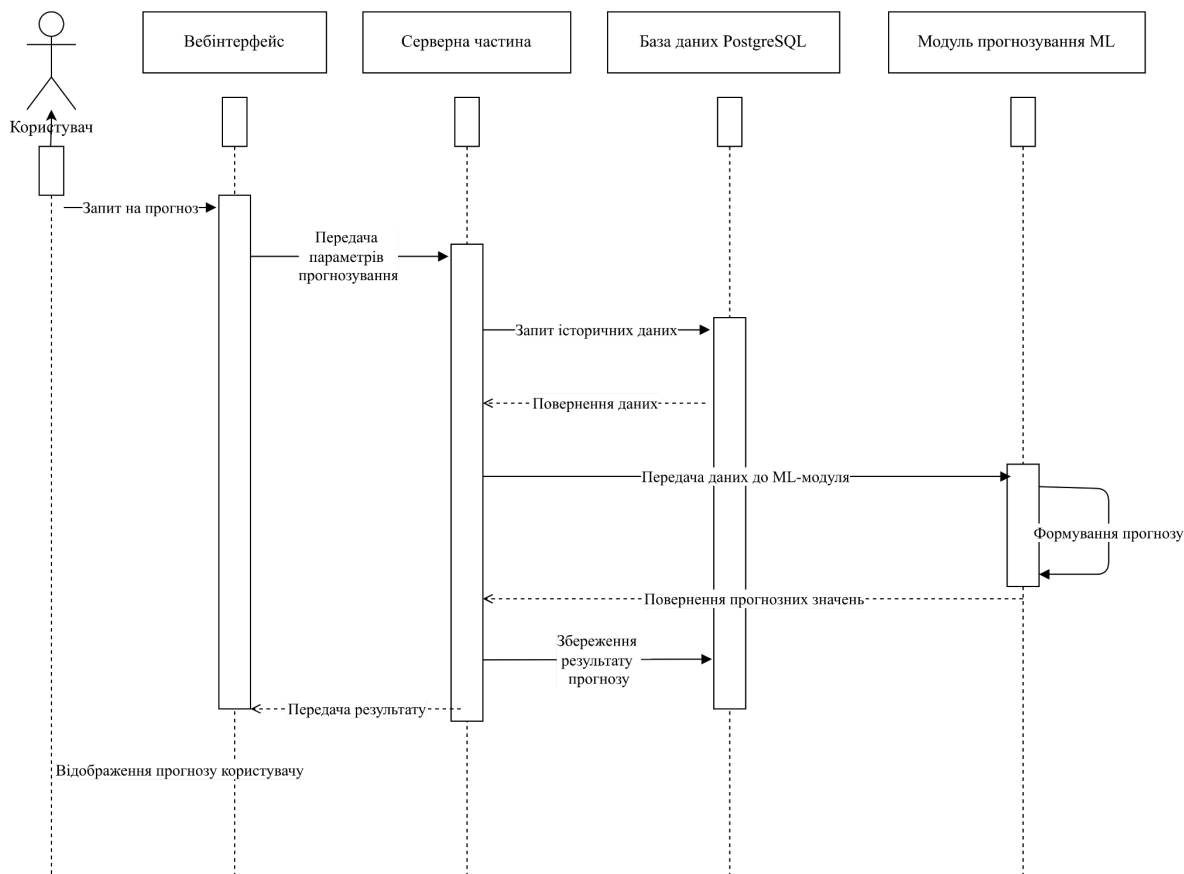 Вебінтерфейс
Серверна частина
База даних PostgreSQL
Модуль прогнозування ML
Користувач
Запит на прогноз
Передача
параметрів
прогнозування
Запит історичних даних
Повернення даних
Передача даних до ML-модуля
Формування прогнозу
Повернення прогнозних значень
Збереження
результату
прогнозу
Передача результату
Відображення прогнозу користувачу